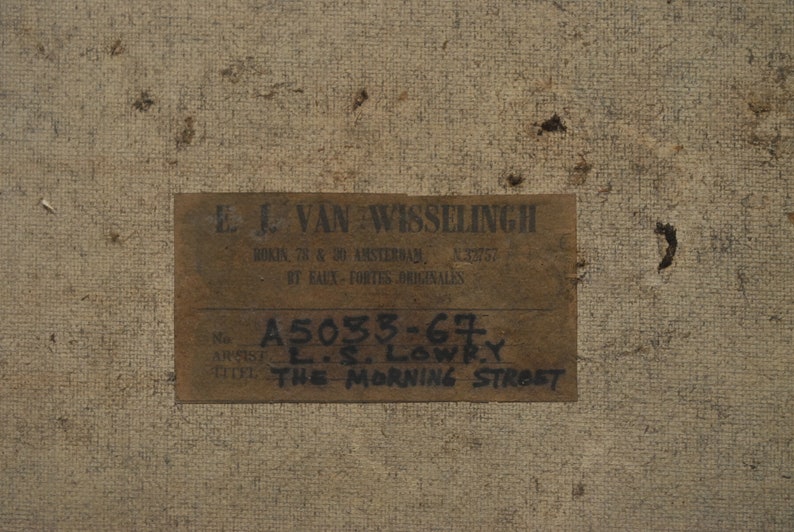 E. J. VAN WISSELINGH
ROKIN, 78 & 80 AMSTERDAM N.32757
ET EAUX-FORTES ORIGINALES
No A5033-67
ARTIST L.S. LOWRY
TITEL THE MORNING STREET